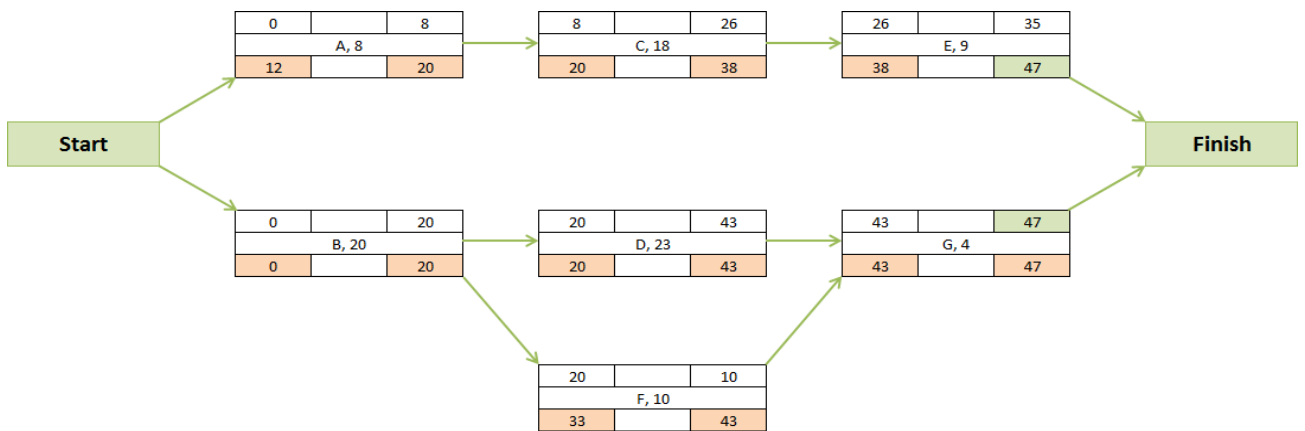 0 8 8 26 26 35
A, 8 C, 18 E, 9
12 20 20 38 38 47
Start Finish
0 20 20 43 43 47
B, 20 D, 23 G, 4
0 20 20 43 43 47
20 10
F, 10
33 43